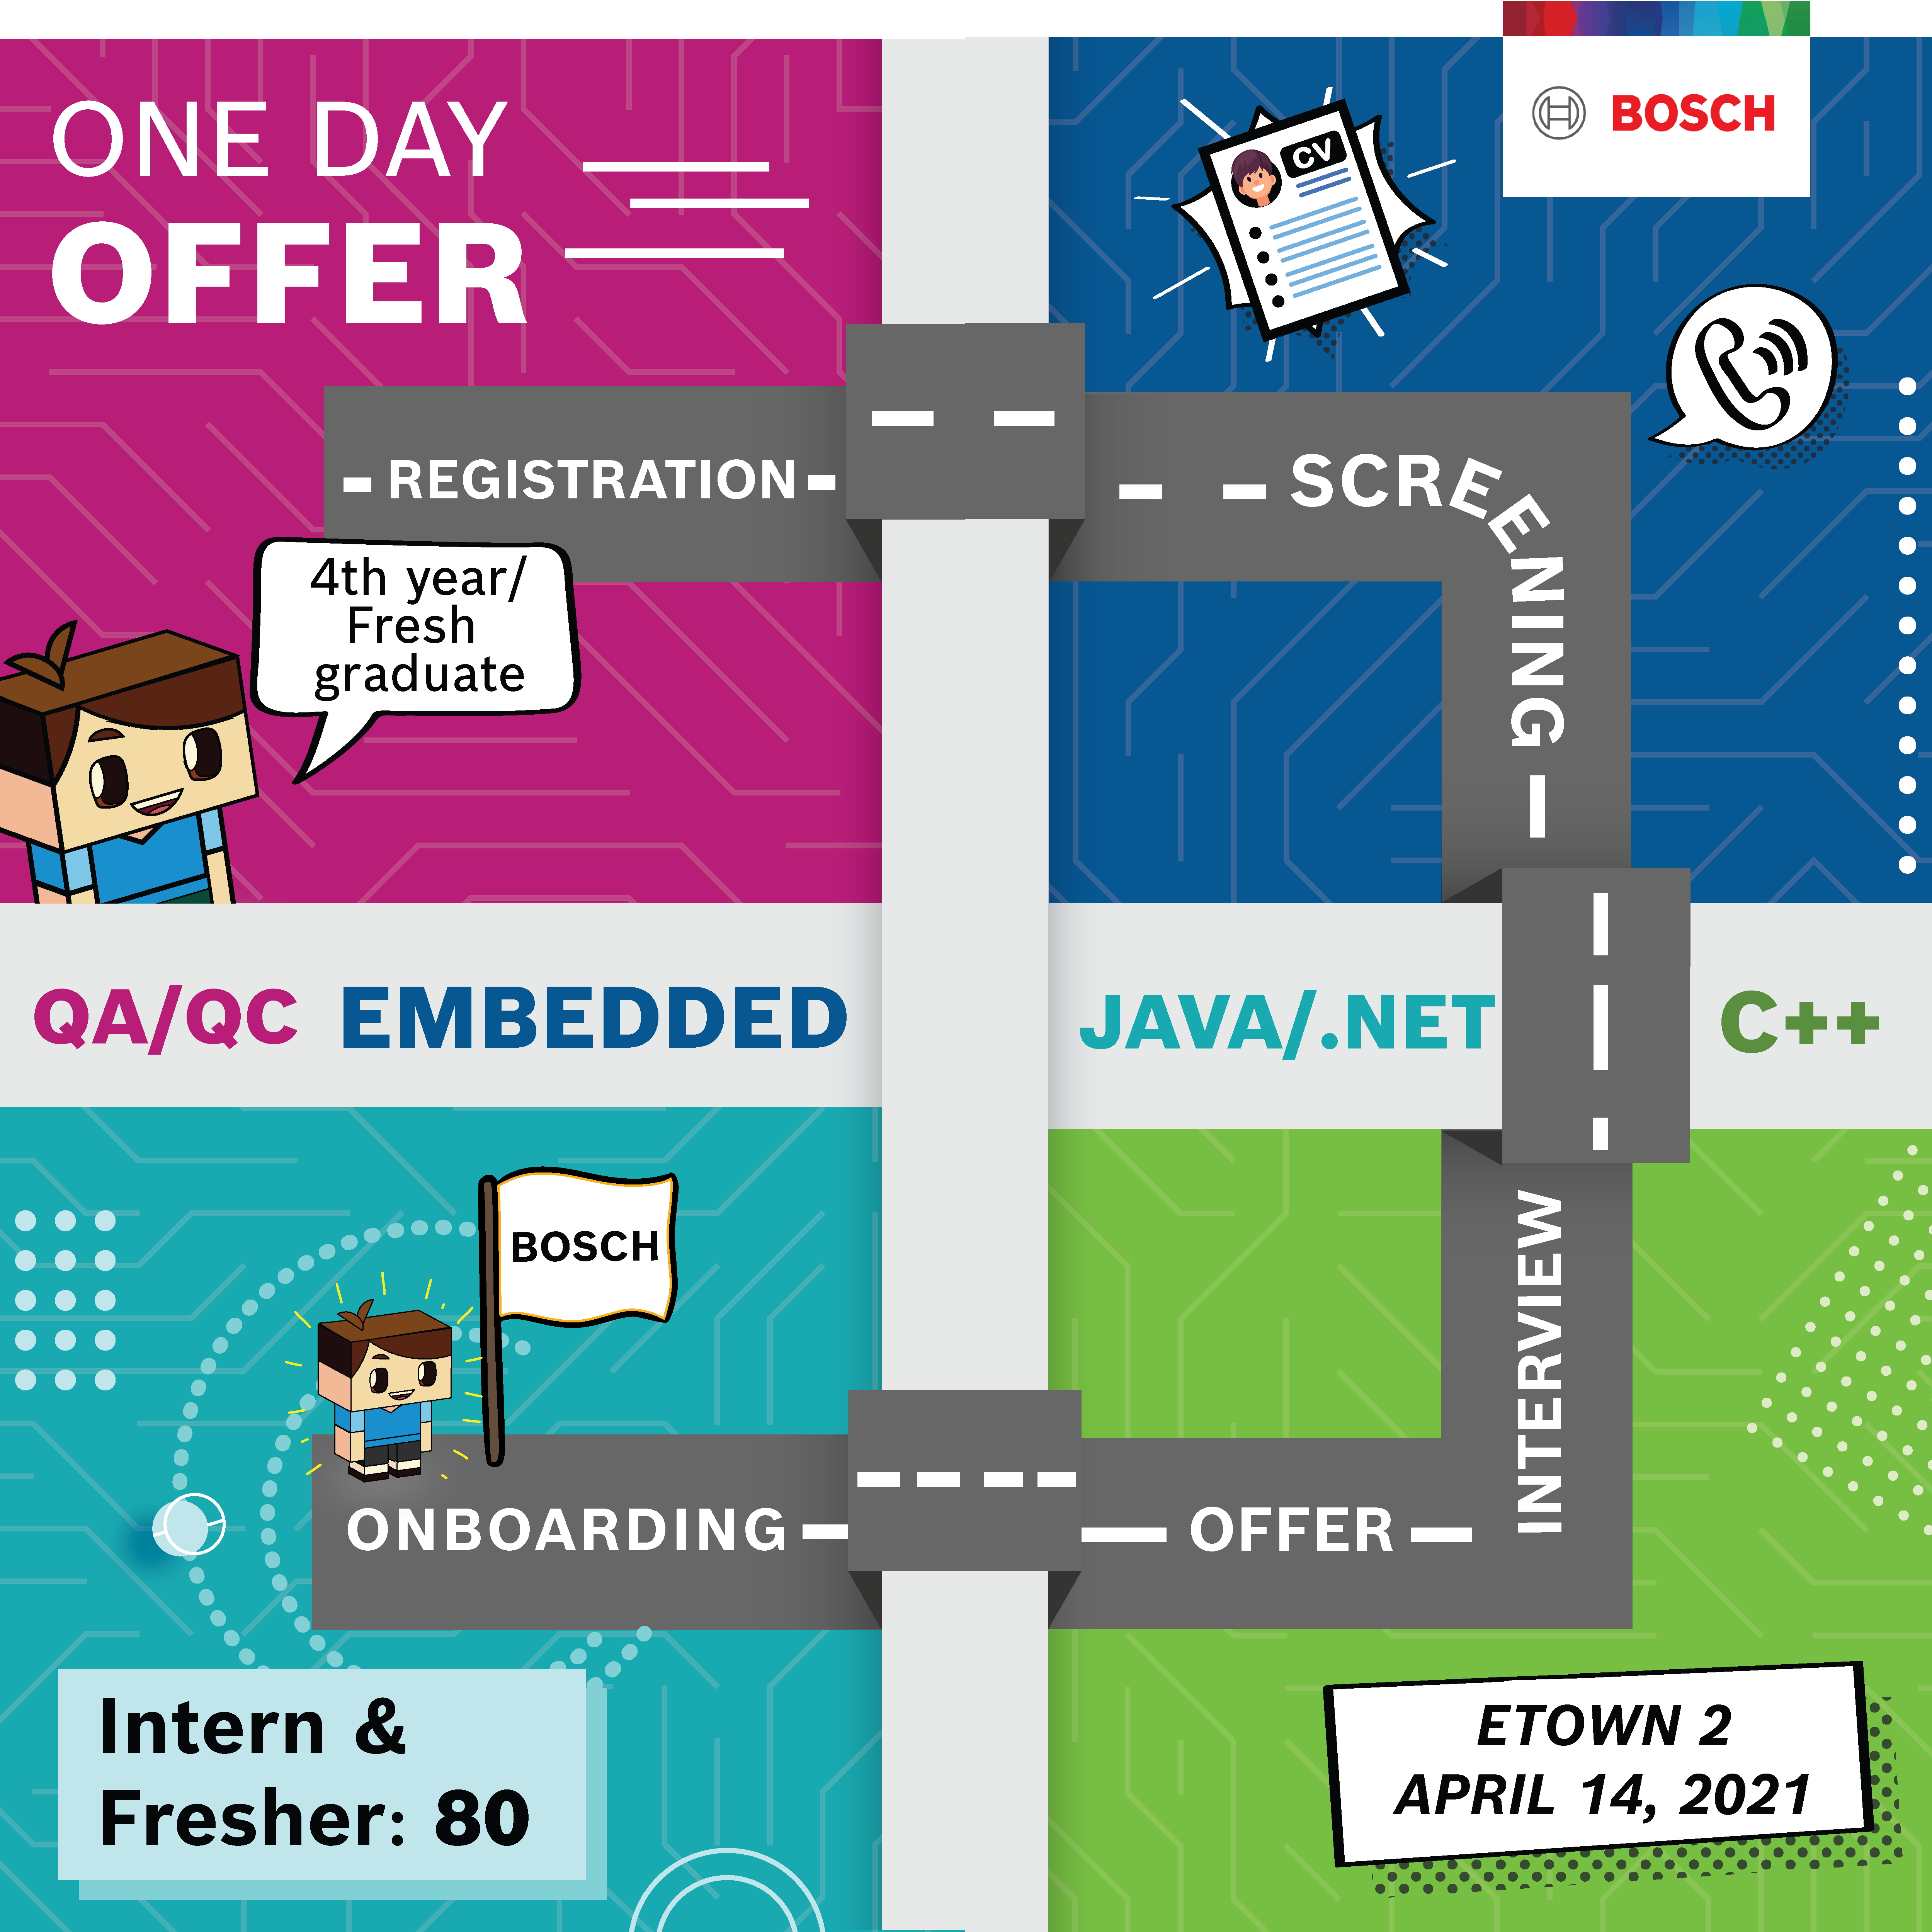 ONE DAY
OFFER
BOSCH
CV
REGISTRATION
SCREENING
4th year/
Fresh
graduate
QA/QC EMBEDDED JAVA/.NET C++
BOSCH
INTERVIEW
ONBOARDING
OFFER
Intern &
Fresher: 80
ETOWN 2
APRIL 14, 2021